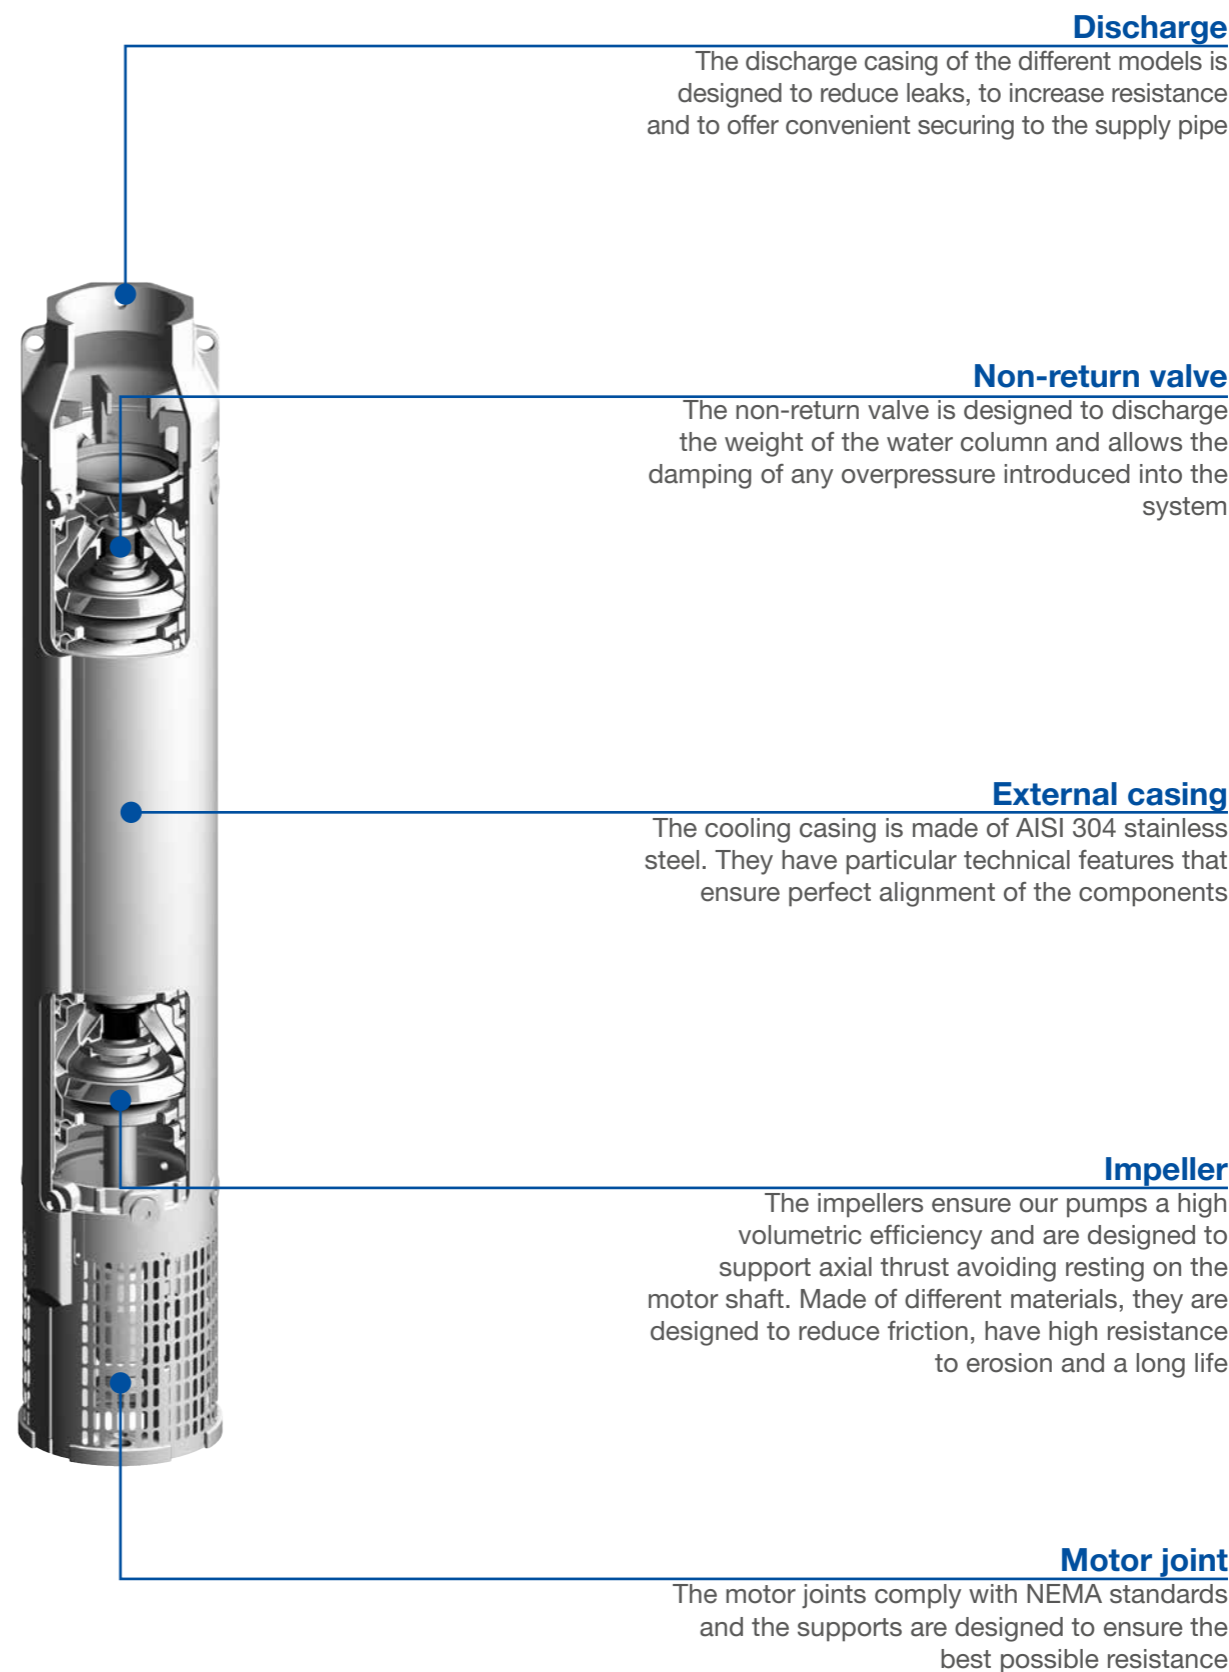 Discharge
The discharge casing of the different models is
designed to reduce leaks, to increase resistance
and to offer convenient securing to the supply pipe
Non-return valve
The non-return valve is designed to discharge
the weight of the water column and allows the
damping of any overpressure introduced into the
system
External casing
The cooling casing is made of AISI 304 stainless
steel. They have particular technical features that
ensure perfect alignment of the components
Impeller
The impellers ensure our pumps a high
volumetric efficiency and are designed to
support axial thrust avoiding resting on the
motor shaft. Made of different materials, they are
designed to reduce friction, have high resistance
to erosion and a long life
Motor joint
The motor joints comply with NEMA standards
and the supports are designed to ensure the
best possible resistance